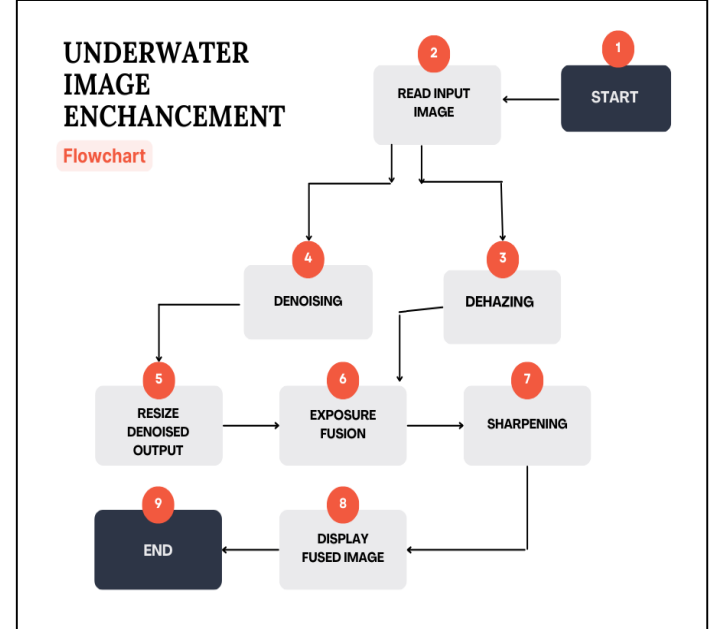 UNDERWATER
IMAGE
ENCHANCEMENT
Flowchart
1
START
2
READ INPUT
IMAGE
3
DEHAZING
4
DENOISING
5
RESIZE
DENOISED
OUTPUT
6
EXPOSURE
FUSION
7
SHARPENING
8
DISPLAY
FUSED IMAGE
9
END